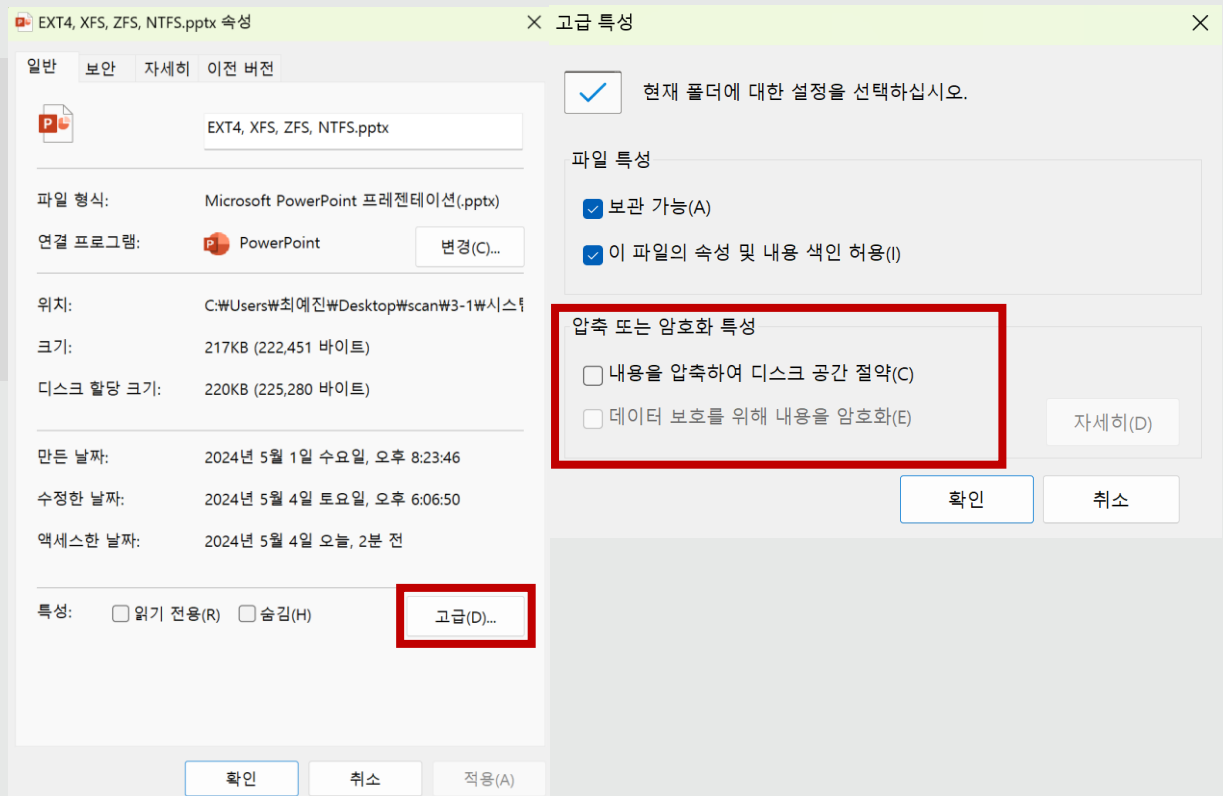 EXT4, XFS, ZFS, NTFS.pptx 속성
일반 보안 자세히 이전 버전
EXT4, XFS, ZFS, NTFS.pptx
파일 형식: Microsoft PowerPoint 프레젠테이션(.pptx)
연결 프로그램: PowerPoint 변경(C)...
위치: C:₩Users₩최예진₩Desktop₩scan₩3-1₩시스템
크기: 217KB (222,451 바이트)
디스크 할당 크기: 220KB (225,280 바이트)
만든 날짜: 2024년 5월 1일 수요일, 오후 8:23:46
수정한 날짜: 2024년 5월 4일 토요일, 오후 6:06:50
액세스한 날짜: 2024년 5월 4일 오늘, 2분 전
특성: 읽기 전용(R) 숨김(H) 고급(D)...
확인 취소 적용(A)
고급 특성
현재 폴더에 대한 설정을 선택하십시오.
파일 특성
보관 가능(A)
이 파일의 속성 및 내용 색인 허용(I)
압축 또는 암호화 특성
내용을 압축하여 디스크 공간 절약(C)
데이터 보호를 위해 내용을 암호화(E) 자세히(D)
확인 취소